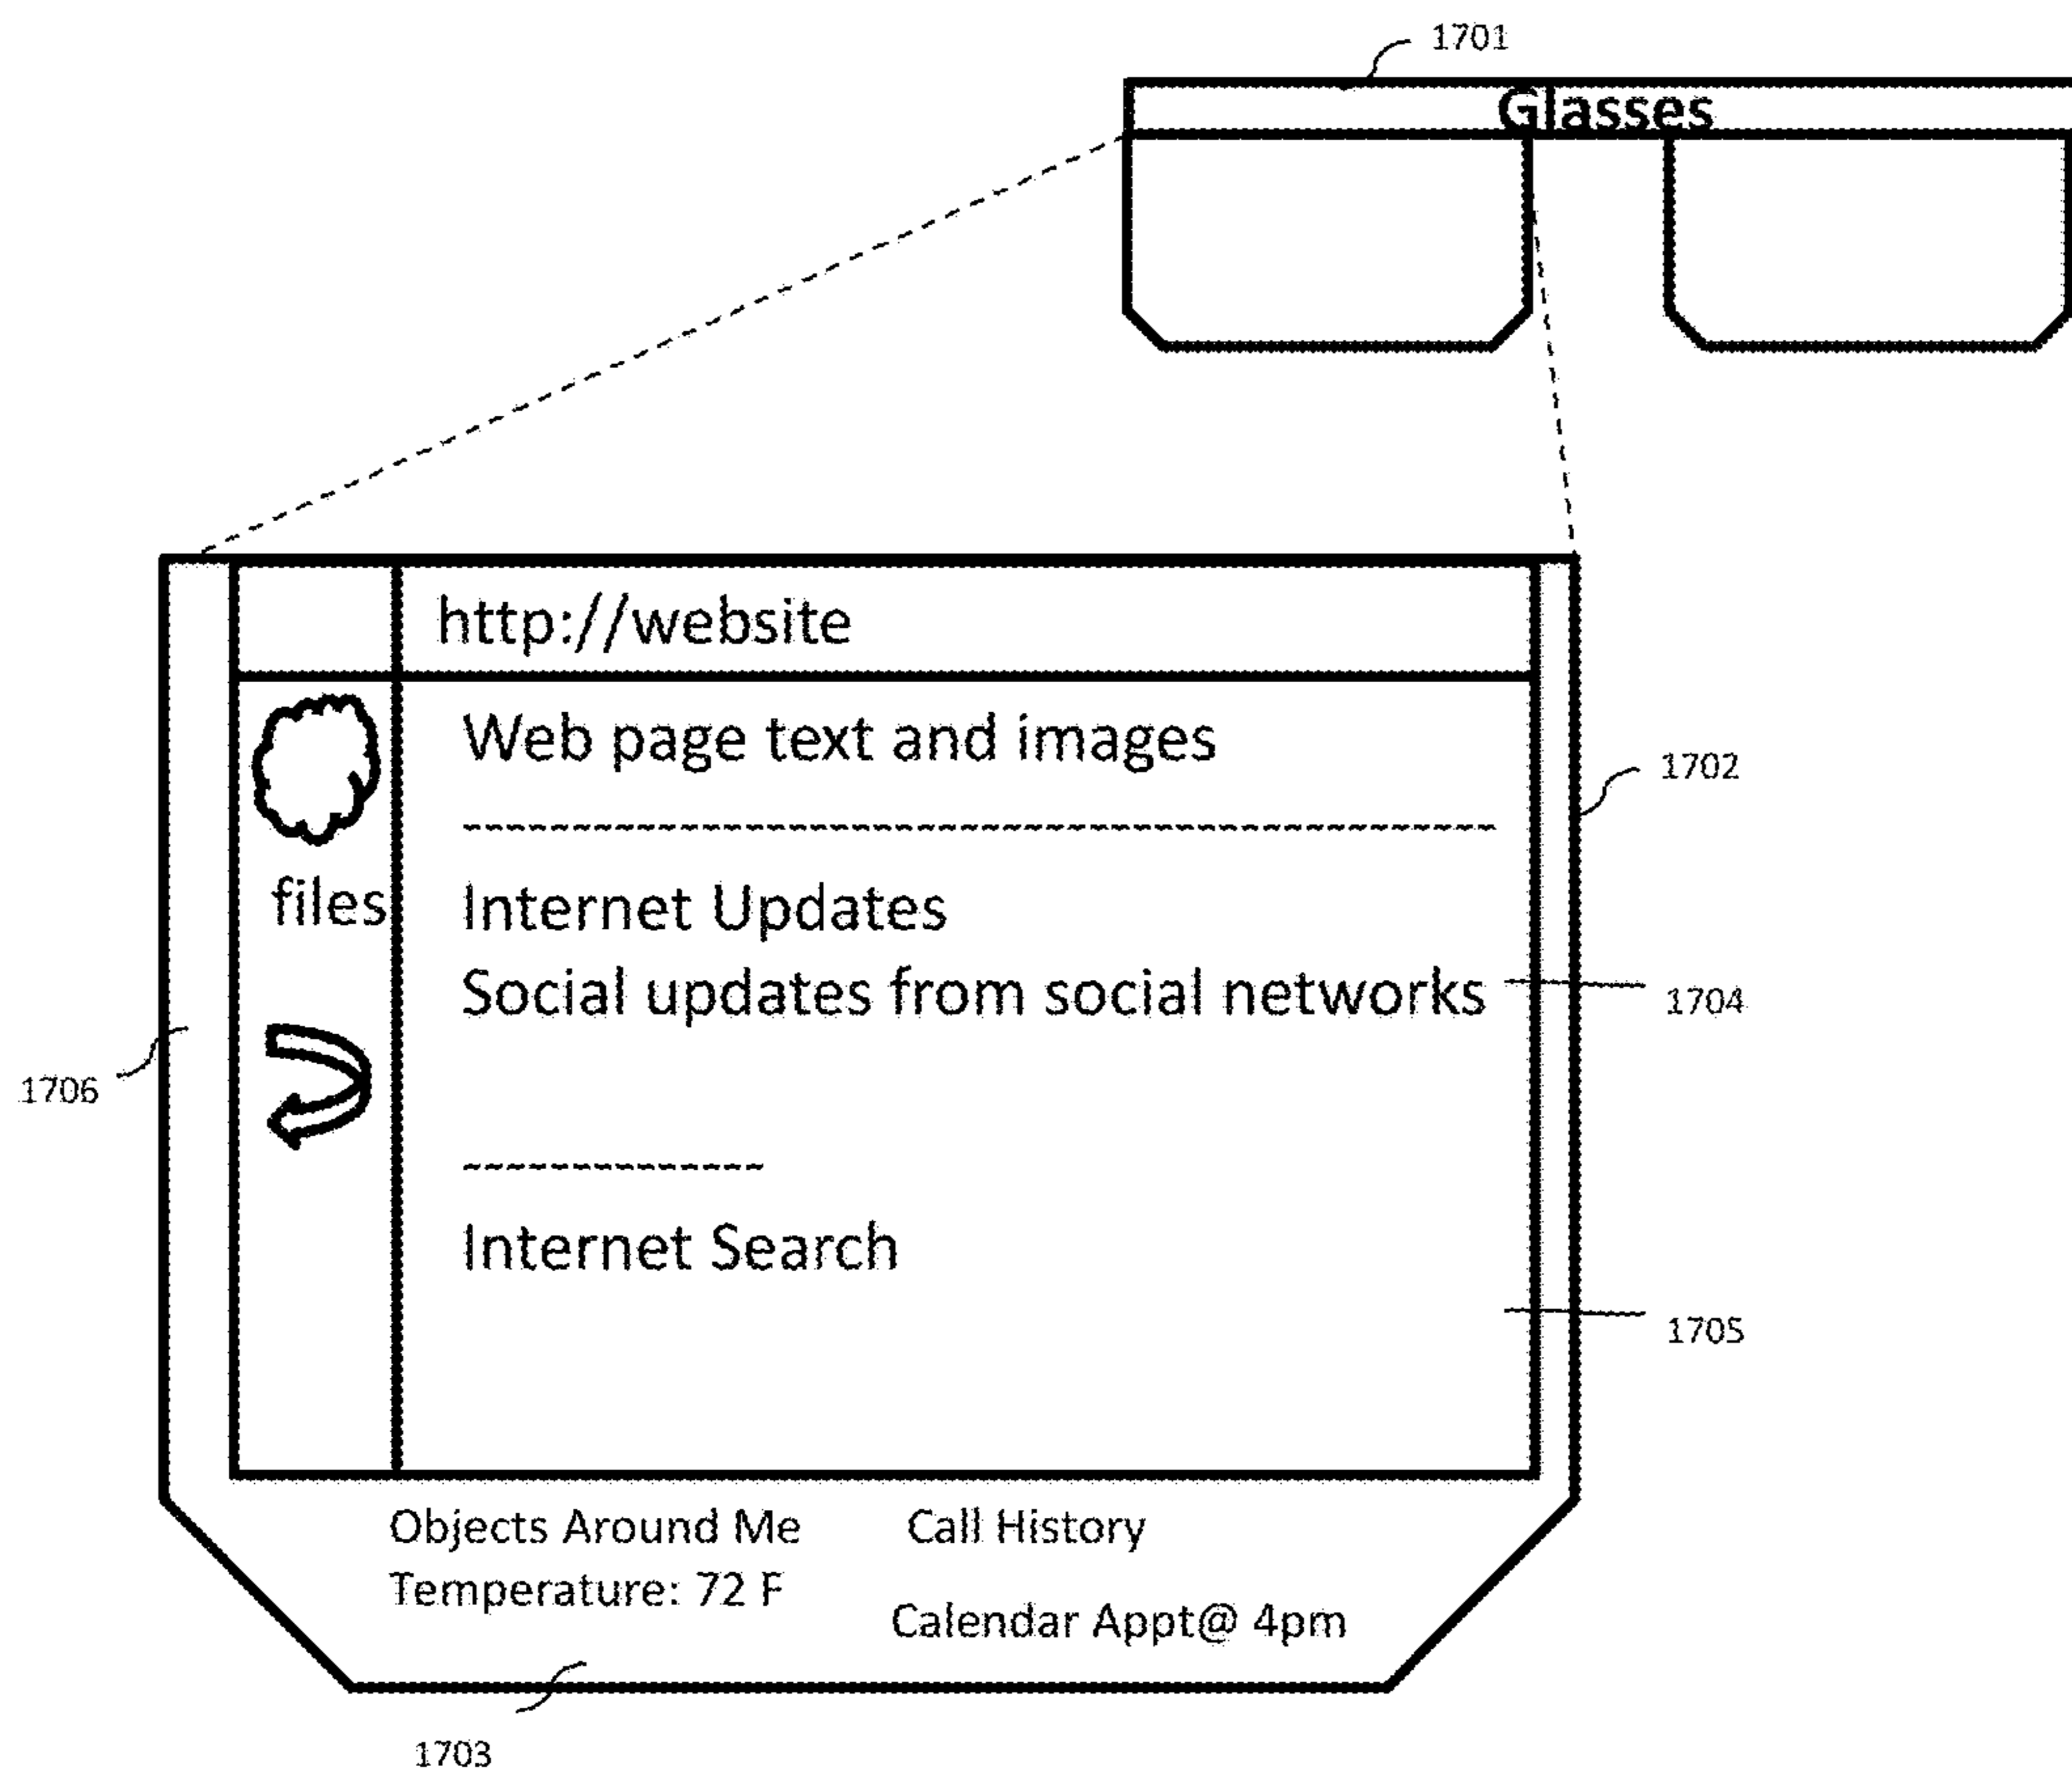 1701
Glasses
http://website
Web page text and images
1702
files
Internet Updates
Social updates from social networks
1704
1706
Internet Search
1705
Objects Around Me
Call History
Temperature: 72 F
Calendar Appt@ 4pm
1703